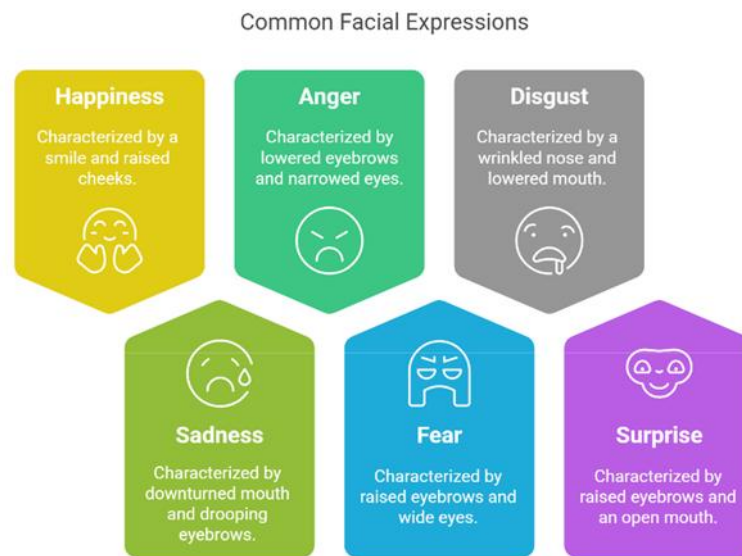 Common Facial Expressions
Happiness
Characterized by a
smile and raised
cheeks.
Anger
Characterized by
lowered eyebrows
and narrowed eyes.
Disgust
Characterized by a
wrinkled nose and
lowered mouth.
Sadness
Characterized by
downturned mouth
and drooping
eyebrows.
Fear
Characterized by
raised eyebrows and
wide eyes.
Surprise
Characterized by
raised eyebrows and
an open mouth.